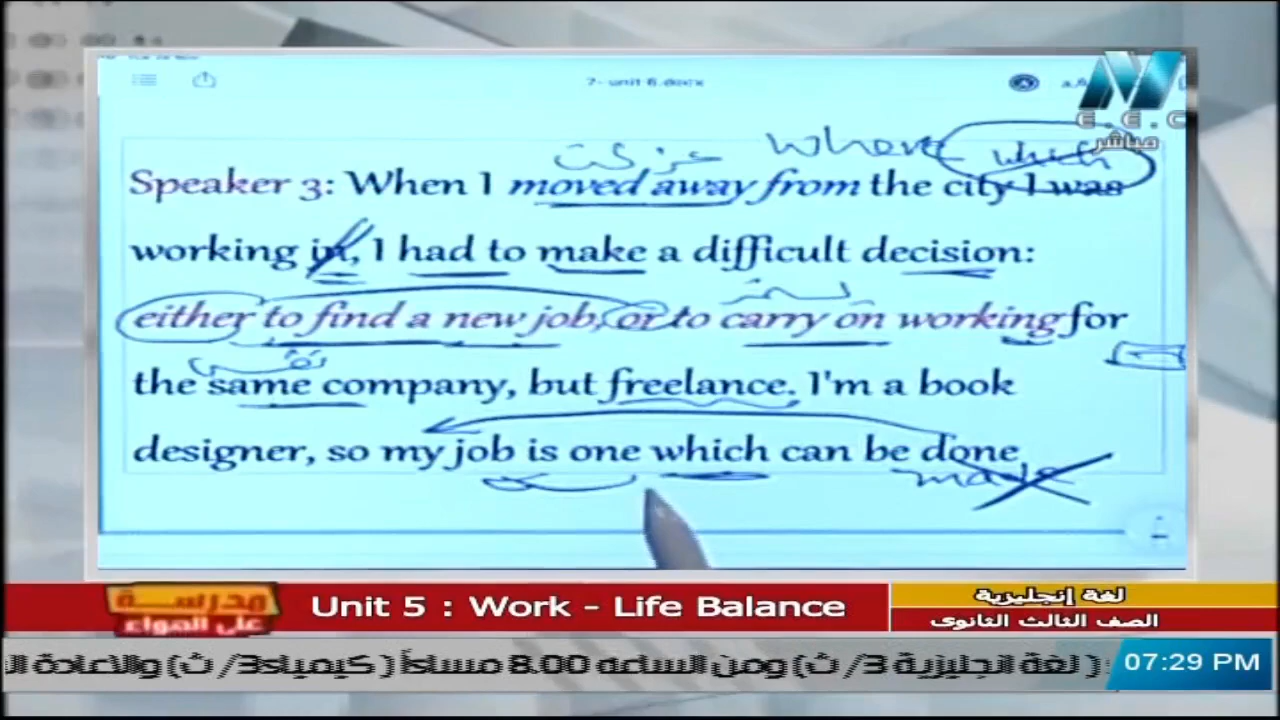 7- unit 6.docx
E.E.C
مباشر
where which
عزلت
Speaker 3: When I moved away from the city I was
working in, I had to make a difficult decision:
either to find a new job, or to carry on working for
the same company, but freelance. I'm a book
designer, so my job is one which can be done
made
مدرسة
على الهواء
Unit 5 : Work - Life Balance
لغة إنجليزية
الصف الثالث الثانوى
( لغة انجليزية 3/ ث) ومن الساعه 8.00 مساءاً ( كيمياء3/ ث) والاعادة
07:29 PM